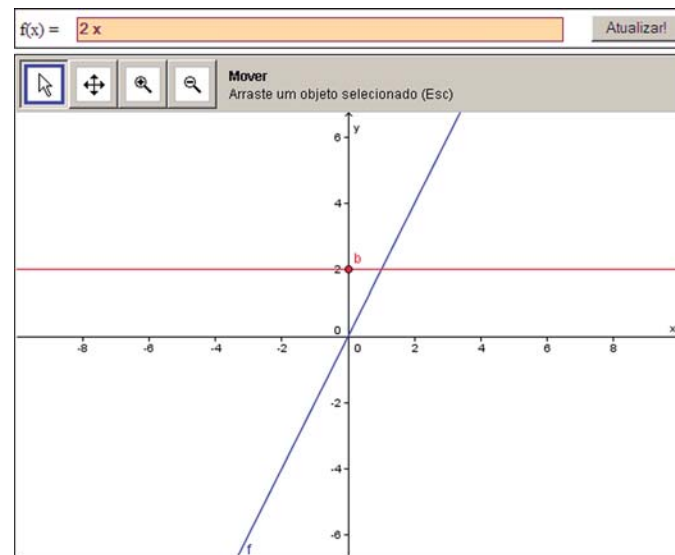 f(x) = 2 x Atualizar!
Mover
Arraste um objeto selecionado (Esc)
y
6
4
b
2
0
x
-8 -6 -4 -2 0 2 4 6 8
-2
-4
-6
f